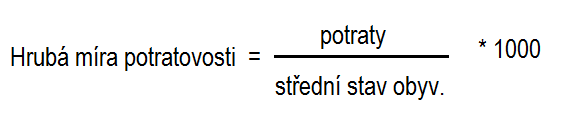 potraty
Hrubá míra potratovosti = * 1000
střední stav obyv.